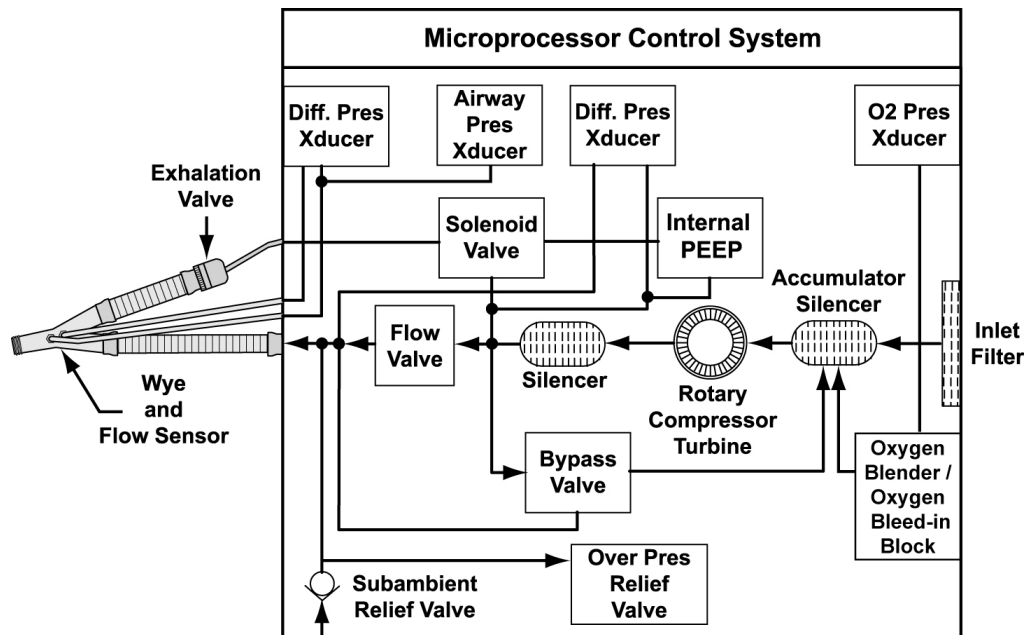 Microprocessor Control System
Diff. Pres
Xducer
Airway
Pres
Xducer
Diff. Pres
Xducer
O2 Pres
Xducer
Exhalation
Valve
Solenoid
Valve
Internal
PEEP
Accumulator
Silencer
Flow
Valve
Silencer
Rotary
Compressor
Turbine
Inlet
Filter
Wye
and
Flow Sensor
Bypass
Valve
Oxygen
Blender /
Oxygen
Bleed-in
Block
Subambient
Relief Valve
Over Pres
Relief
Valve